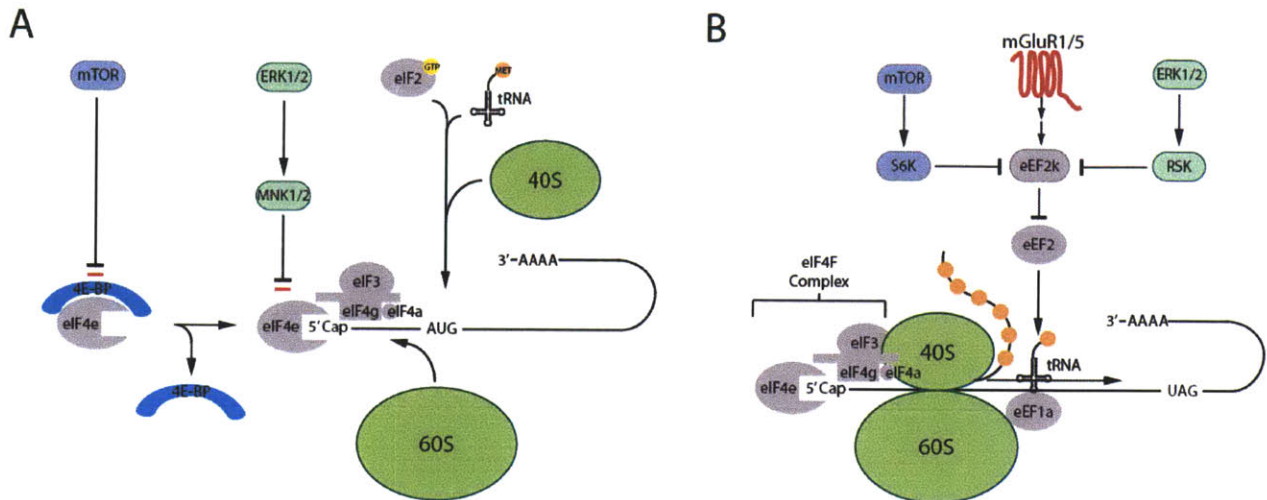 A
mTOR
ERK1/2
eIF2
GTP
MET
tRNA
MNK1/2
40S
3'-AAAA
4E-BP
eIF4e
eIF3
eIF4g
eIF4a
eIF4e
5'Cap
AUG
4E-BP
60S
B
mGluR1/5
mTOR
ERK1/2
S6K
eEF2k
RSK
eEF2
eIF4F
Complex
3'-AAAA
eIF3
40S
tRNA
eIF4g
eIF4a
eIF4e
5'Cap
UAG
eEF1a
60S